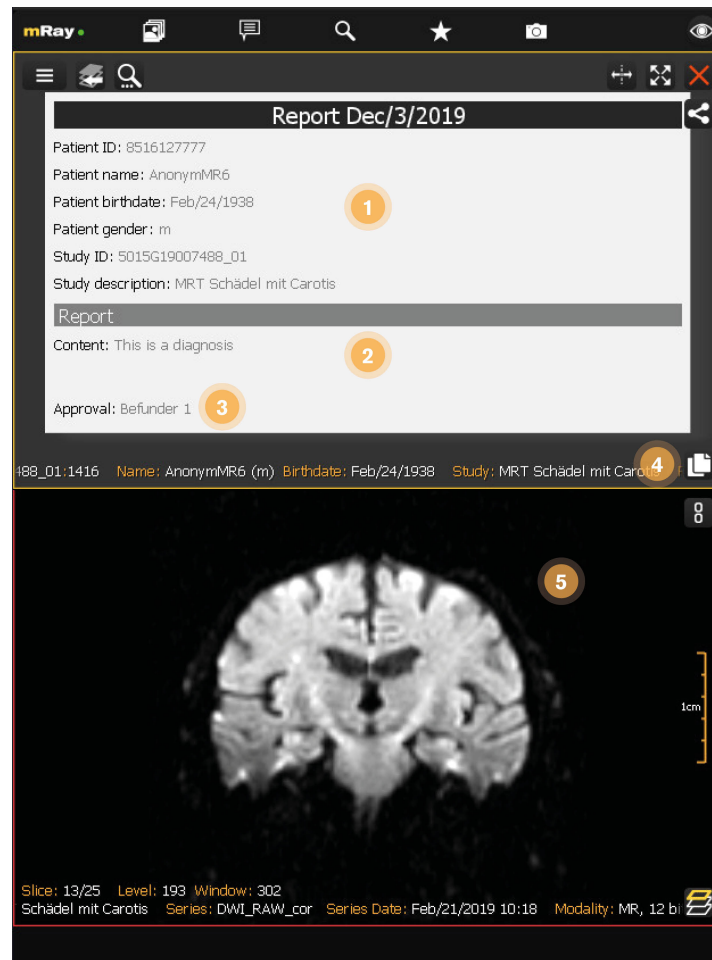 mRay
Report Dec/3/2019
Patient ID: 8516127777
Patient name: AnonymMR6
Patient birthdate: Feb/24/1938
1
Patient gender: m
Study ID: 5015G19007488_01
Study description: MRT Schädel mit Carotis
Report
Content: This is a diagnosis
2
Approval: Befunder 1
3
488_01:1416 Name: AnonymMR6 (m) Birthdate: Feb/24/1938 Study: MRT Schädel mit Carotis
4
5
1cm
Slice: 13/25 Level: 193 Window: 302
Schädel mit Carotis Series: DWI_RAW_cor Series Date: Feb/21/2019 10:18 Modality: MR, 12 bi